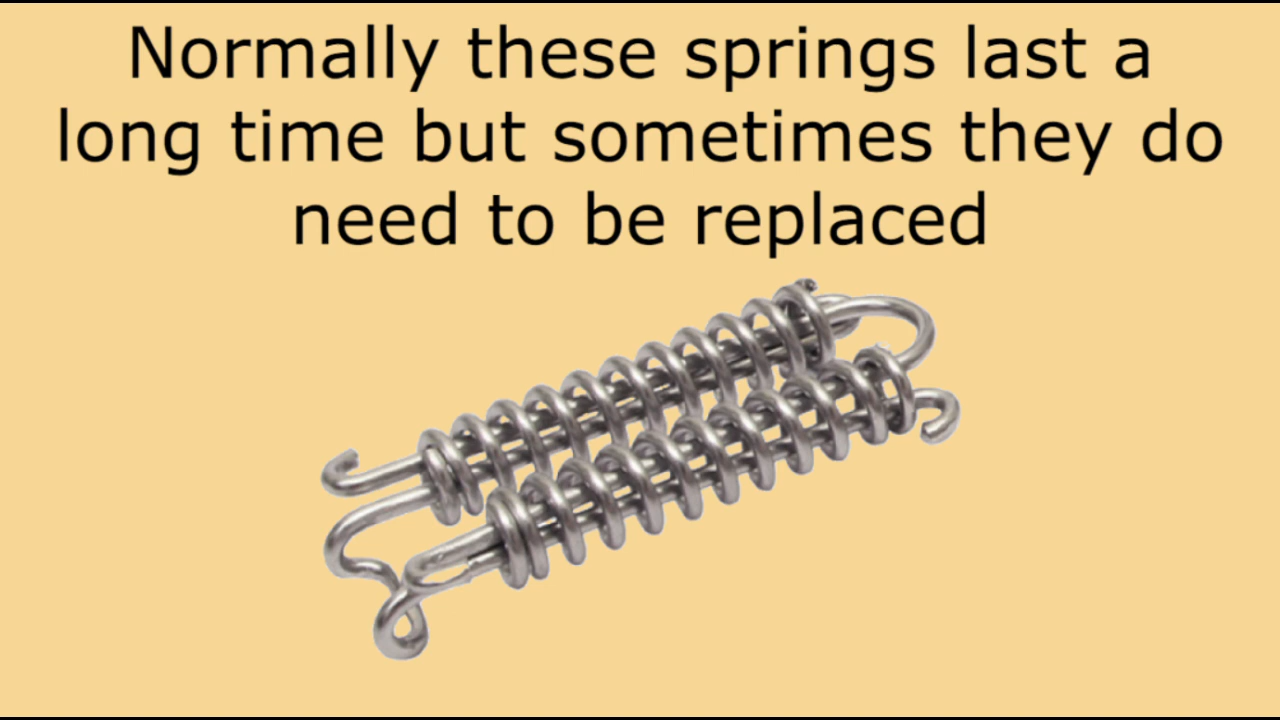 Normally these springs last a
long time but sometimes they do
need to be replaced